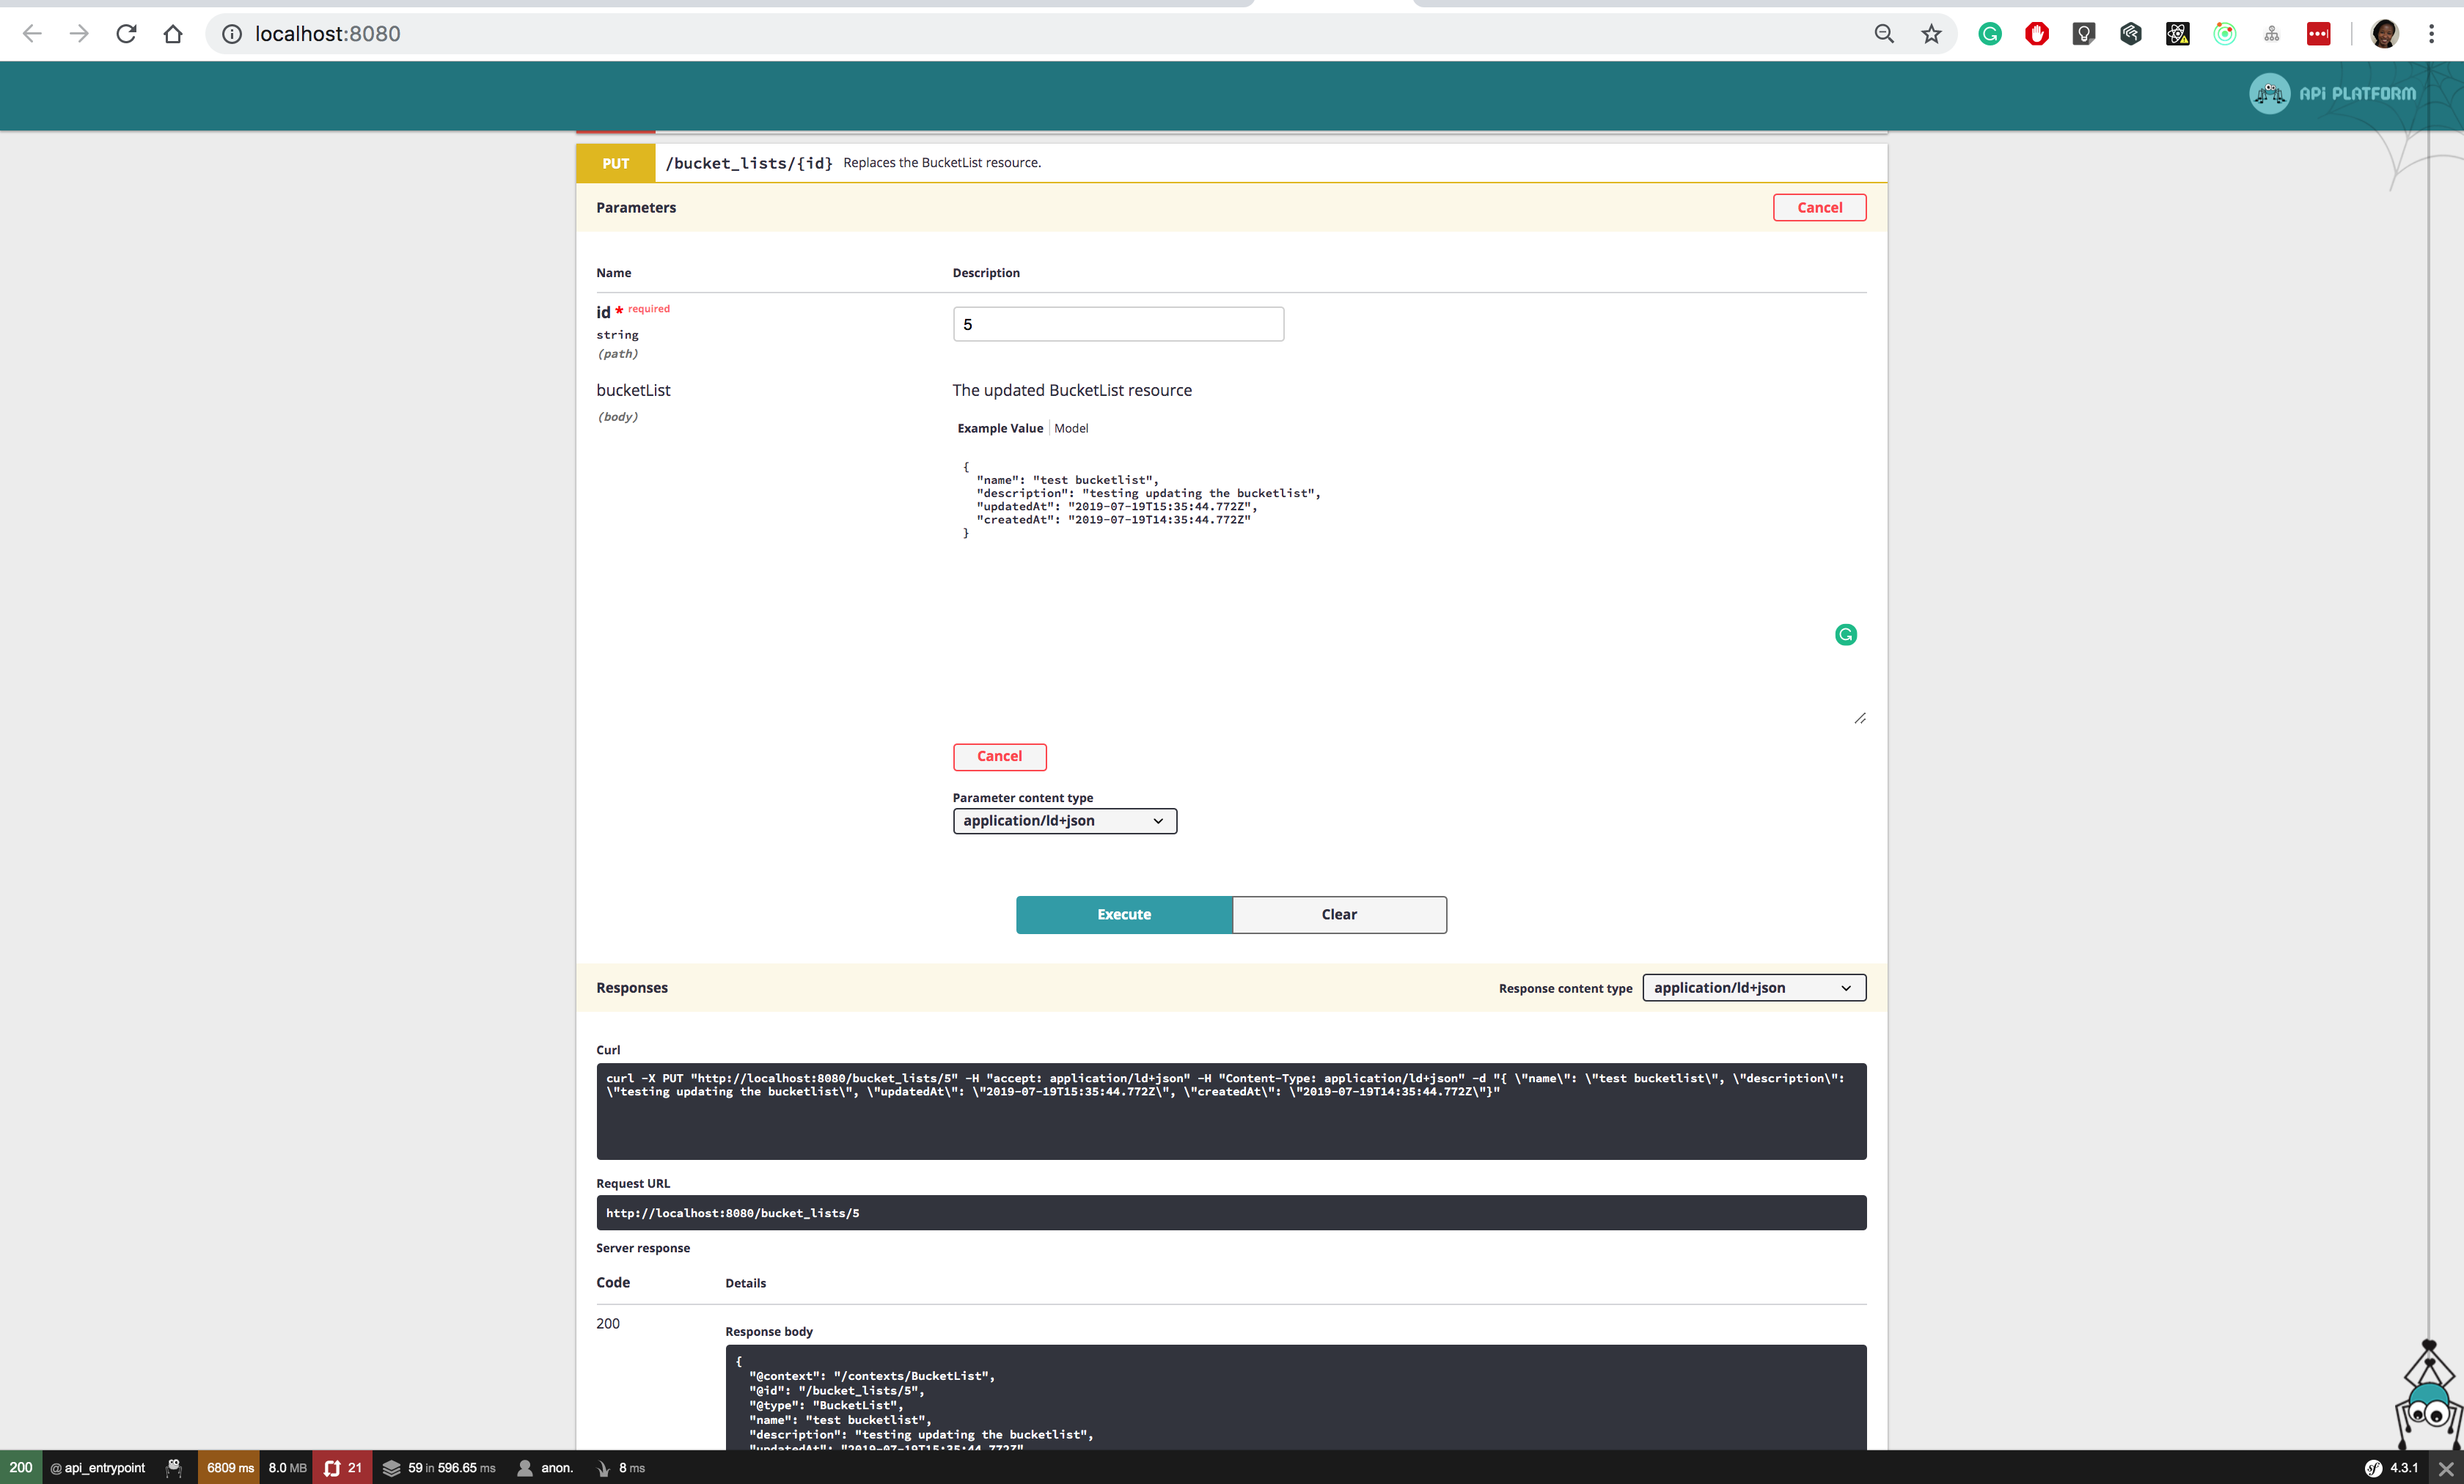 localhost:8080
API PLATFORM
PUT /bucket_lists/{id} Replaces the BucketList resource.
Parameters Cancel
Name Description
id * required
5
string
(path)
bucketList The updated BucketList resource
(body)
Example Value Model
{
"name": "test bucketlist",
"description": "testing updating the bucketlist",
"updatedAt": "2019-07-19T15:35:44.772Z",
"createdAt": "2019-07-19T14:35:44.772Z"
}
Cancel
Parameter content type
application/ld+json
Execute Clear
Responses Response content type application/ld+json
Curl
curl -X PUT "http://localhost:8080/bucket_lists/5" -H "accept: application/ld+json" -H "Content-Type: application/ld+json" -d "{ \"name\": \"test bucketlist\", \"description\":
\"testing updating the bucketlist\", \"updatedAt\": \"2019-07-19T15:35:44.772Z\", \"createdAt\": \"2019-07-19T14:35:44.772Z\"}"
Request URL
http://localhost:8080/bucket_lists/5
Server response
Code Details
200
Response body
{
"@context": "/contexts/BucketList",
"@id": "/bucket_lists/5",
"@type": "BucketList",
"name": "test bucketlist",
"description": "testing updating the bucketlist",
"updatedAt": "2019-07-19T15:35:44.772Z"
200 @ api_entrypoint 6809 ms 8.0 MB 21 59 in 596.65 ms anon. 8 ms sf 4.3.1